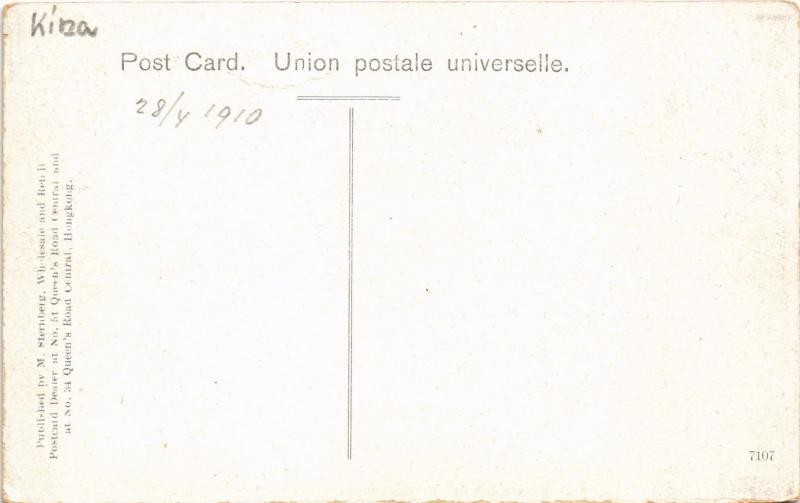 Kina
Post Card. Union postale universelle.
28/4 1910
Published by M. Sternberg, Wholesale and Retail
Postcard Dealer at No. 51 Queen's Road Central and
at No. 34 Queen's Road Central, Hongkong.
7107